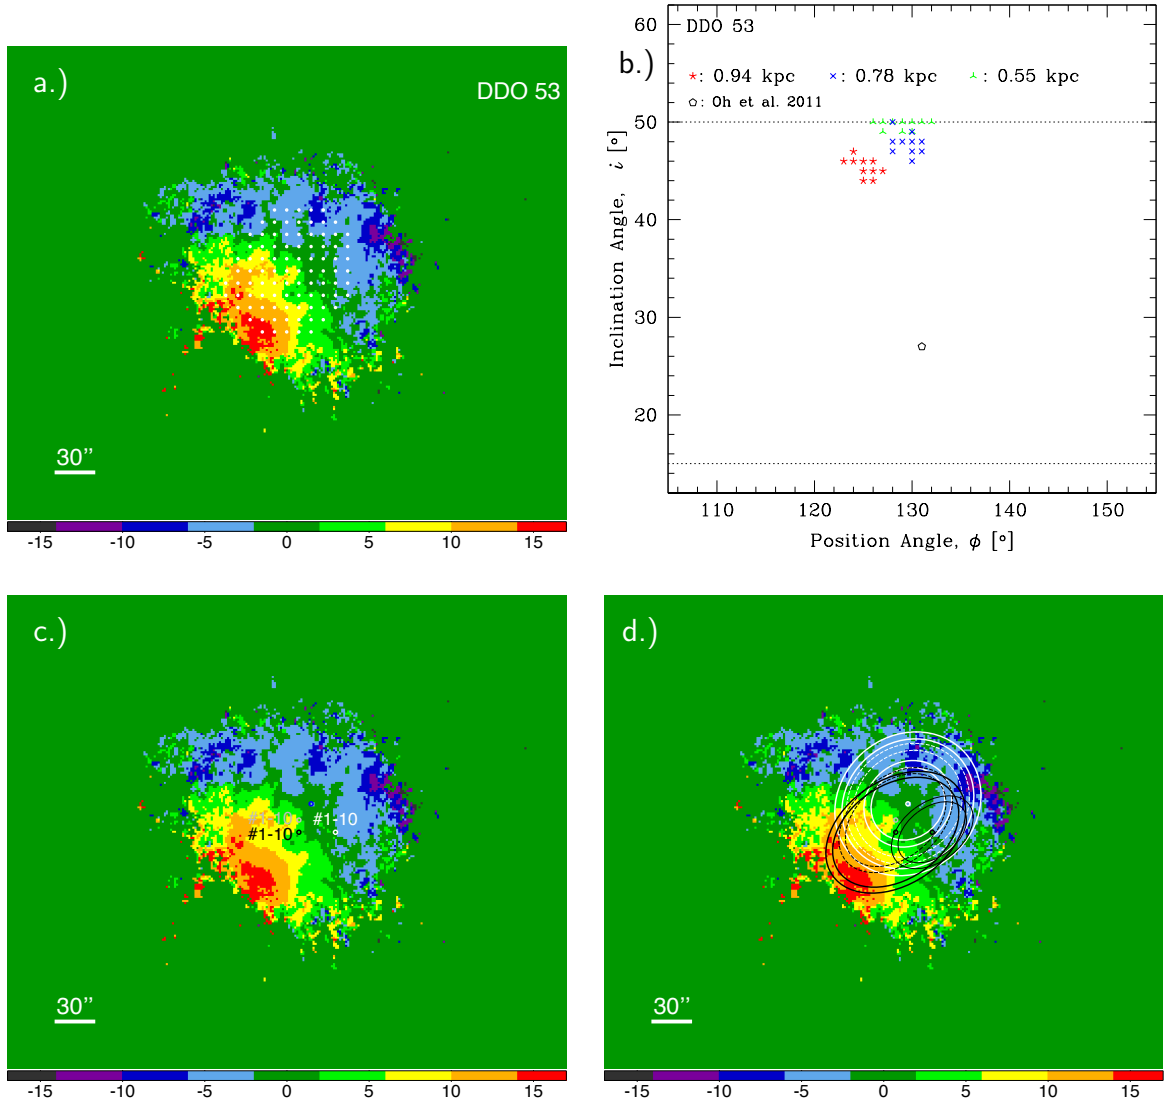 a.)
DDO 53
30’’
-15 -10 -5 0 5 10 15
b.)
DDO 53
: 0.94 kpc : 0.78 kpc : 0.55 kpc
: Oh et al. 2011
60
50
40
30
20
110 120 130 140 150
Inclination Angle, i [°]
Position Angle, ϕ [°]
c.)
#1-10 #1-10
#1-10
30’’
-15 -10 -5 0 5 10 15
d.)
30’’
-15 -10 -5 0 5 10 15